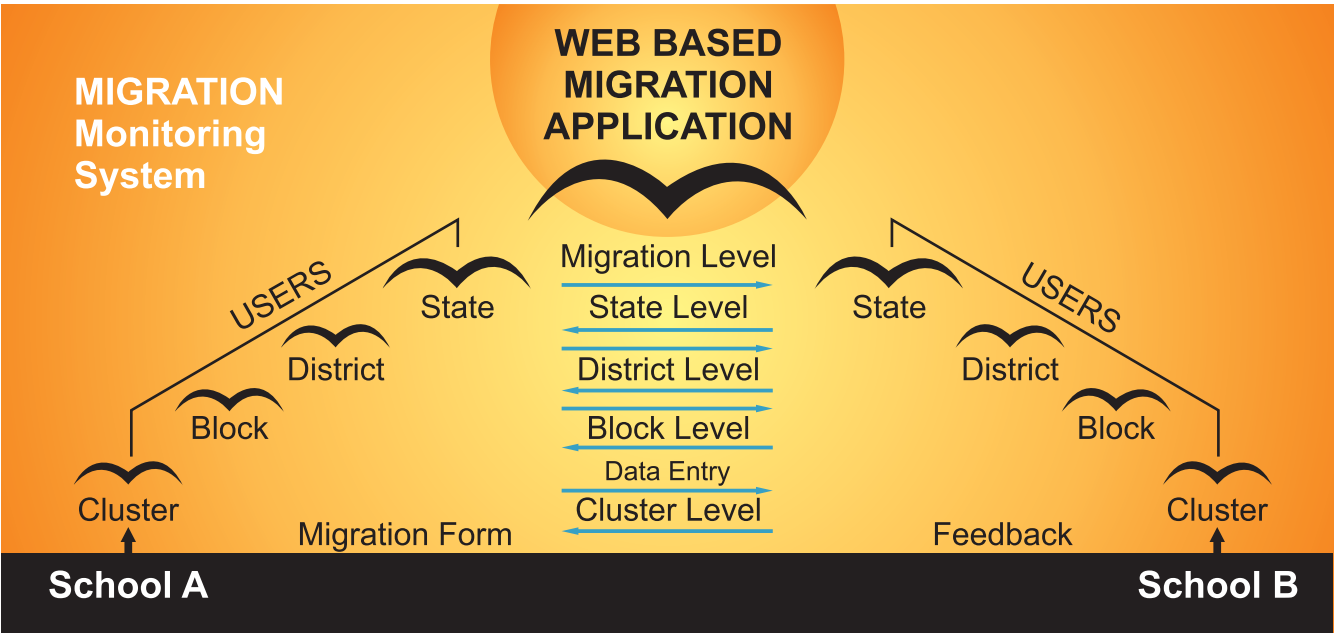 WEB BASED
MIGRATION
APPLICATION
MIGRATION
Monitoring
System
USERS
State
District
Block
Cluster
Migration Level
State Level
District Level
Block Level
Data Entry
Cluster Level
USERS
State
District
Block
Cluster
Migration Form
Feedback
School A
School B